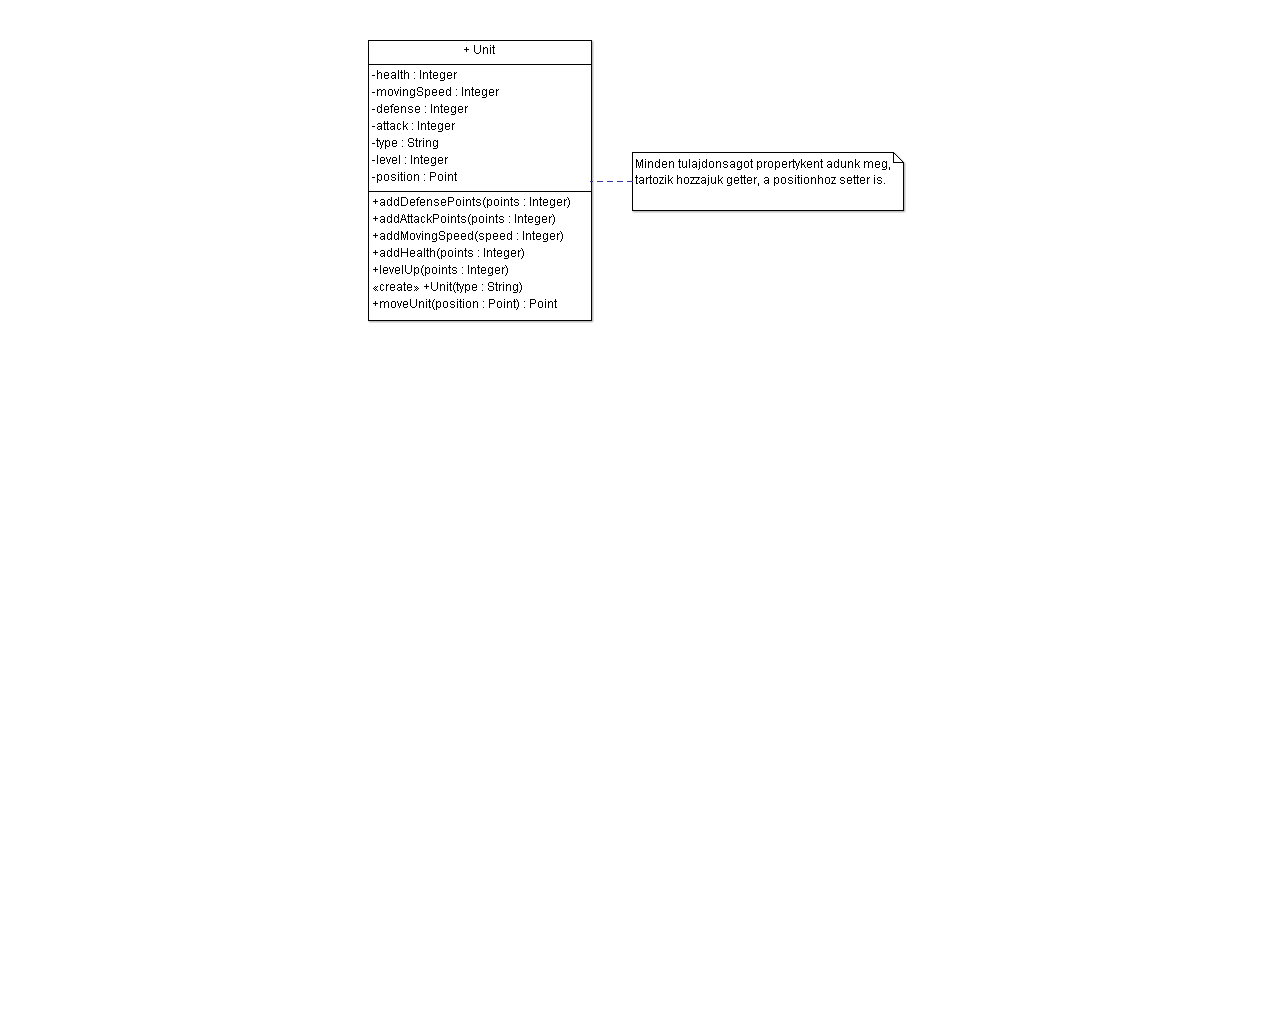 + Unit
-health : Integer
-movingSpeed : Integer
-defense : Integer
-attack : Integer
-type : String
-level : Integer
-position : Point
+addDefensePoints(points : Integer)
+addAttackPoints(points : Integer)
+addMovingSpeed(speed : Integer)
+addHealth(points : Integer)
+levelUp(points : Integer)
«create» +Unit(type : String)
+moveUnit(position : Point) : Point
Minden tulajdonsagot propertykent adunk meg,
tartozik hozzajuk getter, a positionhoz setter is.